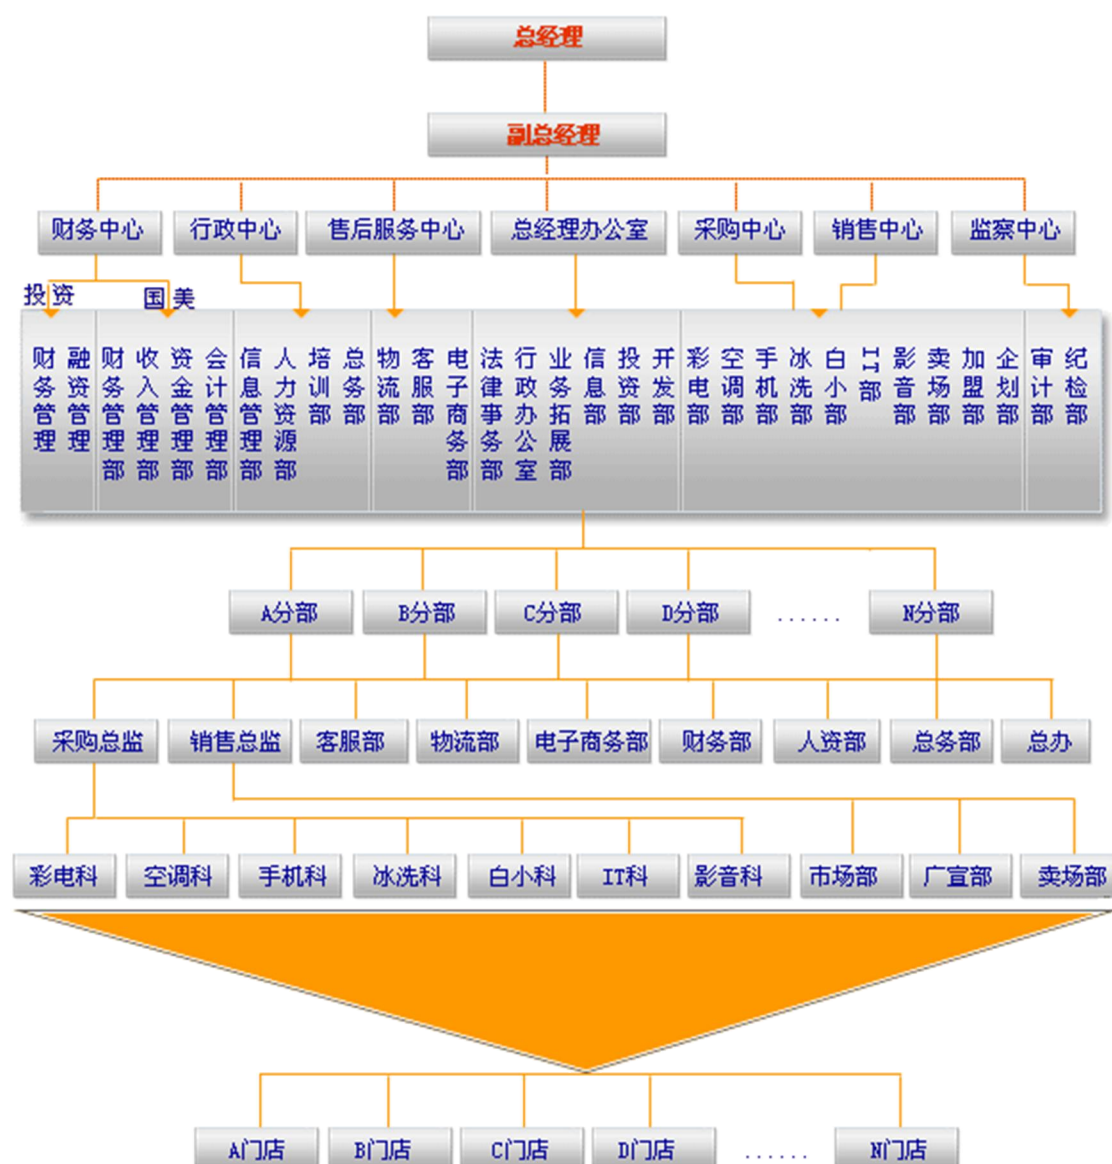 总经理
副总经理
财务中心 行政中心 售后服务中心 总经理办公室 采购中心 销售中心 监察中心
投资 国美
财务管理
融资管理
财务管理部
收入管理部
资金管理部
会计管理部
信息管理部
人力资源部
培训部
总务部
物流部
客服部
电子商务部
法律事务部
行政办公室
业务拓展部
信息部
投资部
开发部
彩电部
空调部
手机部
冰洗部
白小部
IT部
影音部
卖场部
加盟部
企划部
审计部
纪检部
A分部 B分部 C分部 D分部 ...... N分部
采购总监 销售总监 客服部 物流部 电子商务部 财务部 人资部 总务部 总办
彩电科 空调科 手机科 冰洗科 白小科 IT科 影音科 市场部 广宣部 卖场部
A门店 B门店 C门店 D门店 ...... N门店